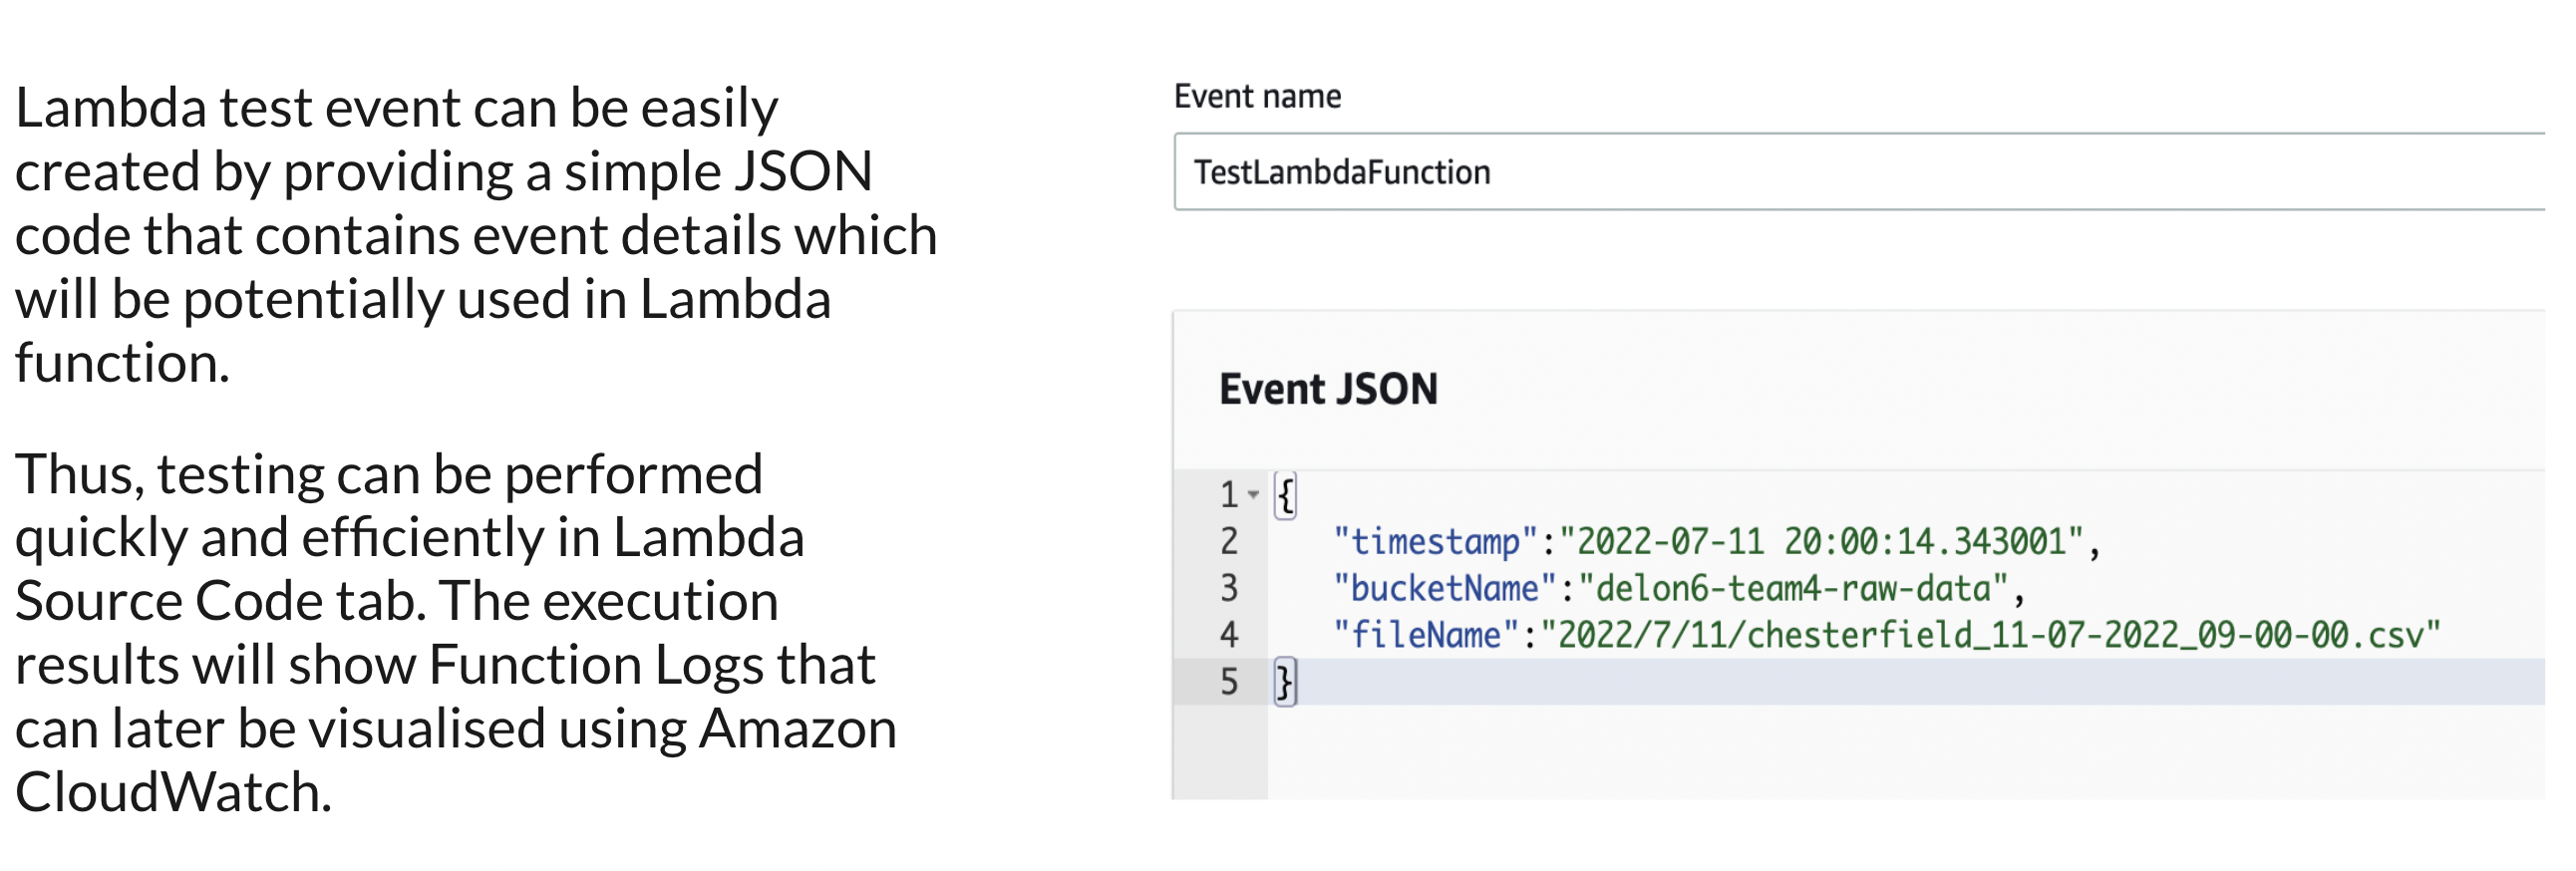 Lambda test event can be easily
created by providing a simple JSON
code that contains event details which
will be potentially used in Lambda
function.
Thus, testing can be performed
quickly and efficiently in Lambda
Source Code tab. The execution
results will show Function Logs that
can later be visualised using Amazon
CloudWatch.
Event name
TestLambdaFunction
Event JSON
1 {
2 "timestamp":"2022-07-11 20:00:14.343001",
3 "bucketName":"delon6-team4-raw-data",
4 "fileName":"2022/7/11/chesterfield_11-07-2022_09-00-00.csv"
5 }